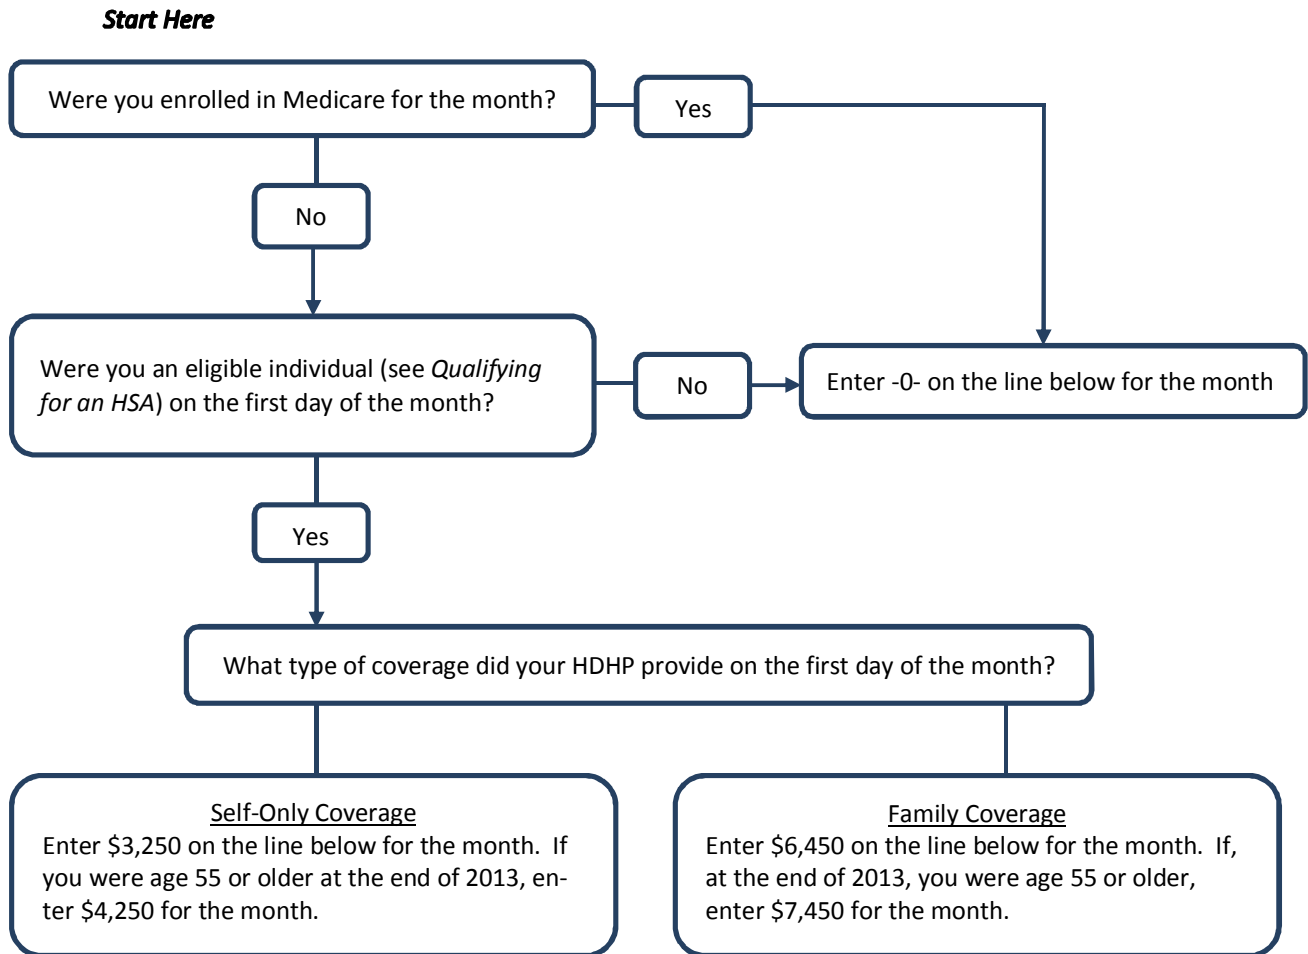 Start Here
Were you enrolled in Medicare for the month?
Yes
No
Were you an eligible individual (see Qualifying
for an HSA) on the first day of the month?
No
Enter -0- on the line below for the month
Yes
What type of coverage did your HDHP provide on the first day of the month?
Self-Only Coverage
Enter $3,250 on the line below for the month.  If
you were age 55 or older at the end of 2013, en-
ter $4,250 for the month.
Family Coverage
Enter $6,450 on the line below for the month.  If,
at the end of 2013, you were age 55 or older,
enter $7,450 for the month.